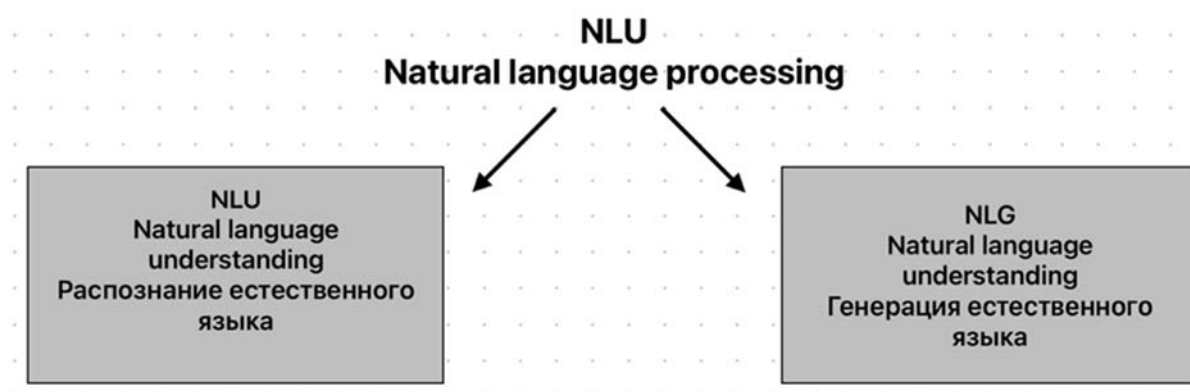 NLU
Natural language processing
NLU
Natural language
understanding
Распознание естественного
языка
NLG
Natural language
understanding
Генерация естественного
языка